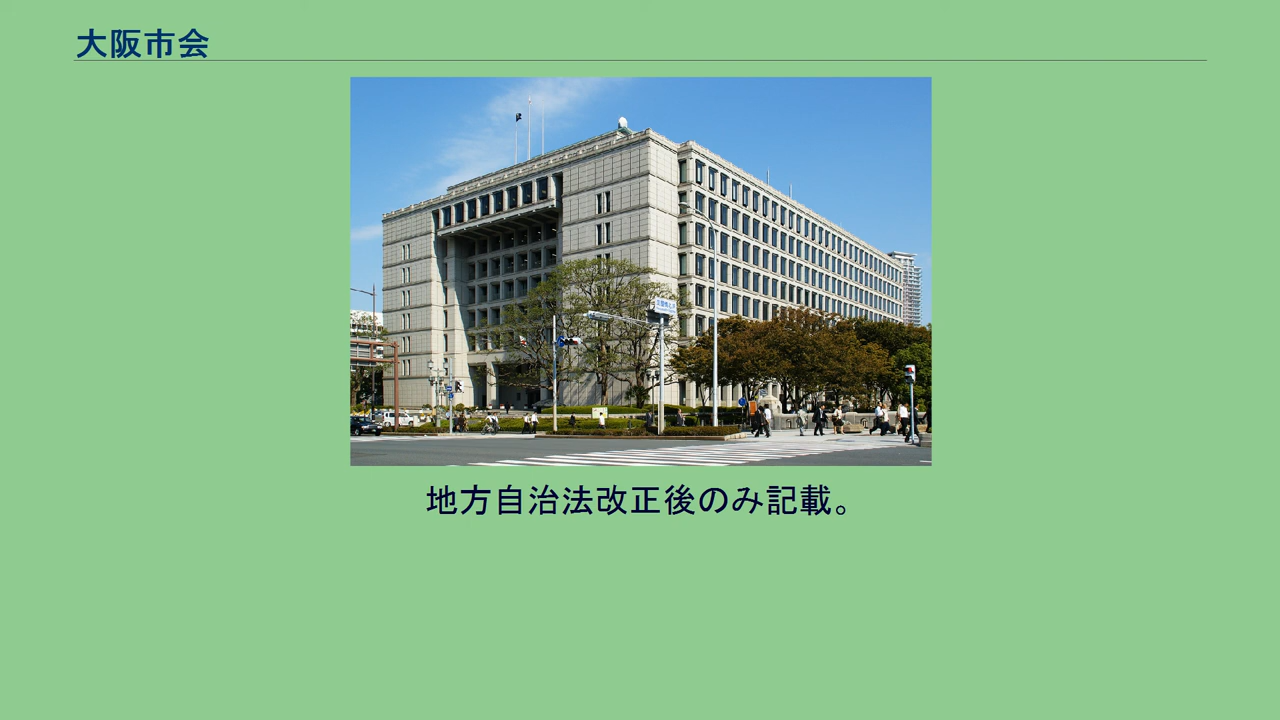 大阪市会
地方自治法改正後のみ記載。